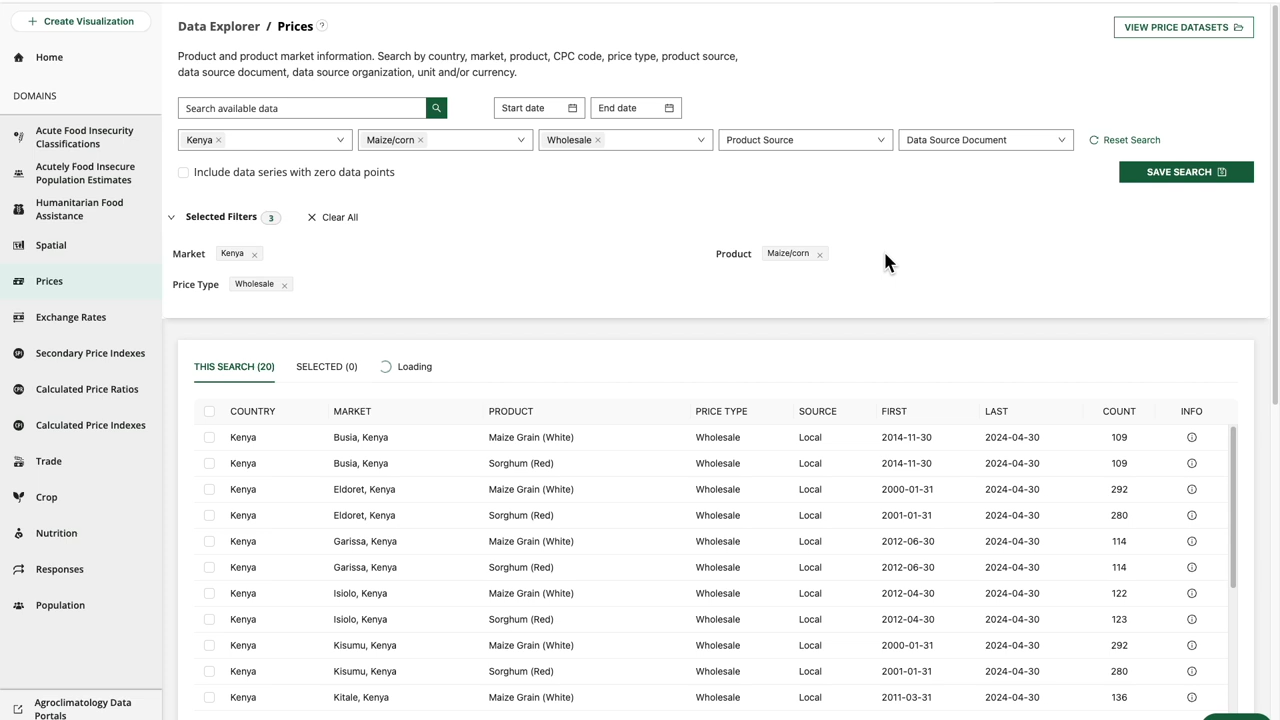 + Create Visualization
Home
DOMAINS
Acute Food Insecurity
Classifications
Acutely Food Insecure
Population Estimates
Humanitarian Food
Assistance
Spatial
Prices
Exchange Rates
Secondary Price Indexes
Calculated Price Ratios
Calculated Price Indexes
Trade
Crop
Nutrition
Responses
Population
Agroclimatology Data
Portals
Data Explorer / Prices ?
VIEW PRICE DATASETS
Product and product market information. Search by country, market, product, CPC code, price type, product source,
data source document, data source organization, unit and/or currency.
Search available data
Start date
End date
Kenya
Maize/corn
Wholesale
Product Source
Data Source Document
Reset Search
Include data series with zero data points
SAVE SEARCH
Selected Filters 3
Clear All
Market Kenya
Product Maize/corn
Price Type Wholesale
THIS SEARCH (20) SELECTED (0) Loading
COUNTRY MARKET PRODUCT PRICE TYPE SOURCE FIRST LAST COUNT INFO
Kenya Busia, Kenya Maize Grain (White) Wholesale Local 2014-11-30 2024-04-30 109
Kenya Busia, Kenya Sorghum (Red) Wholesale Local 2014-11-30 2024-04-30 109
Kenya Eldoret, Kenya Maize Grain (White) Wholesale Local 2000-01-31 2024-04-30 292
Kenya Eldoret, Kenya Sorghum (Red) Wholesale Local 2001-01-31 2024-04-30 280
Kenya Garissa, Kenya Maize Grain (White) Wholesale Local 2012-06-30 2024-04-30 114
Kenya Garissa, Kenya Sorghum (Red) Wholesale Local 2012-06-30 2024-04-30 114
Kenya Isiolo, Kenya Maize Grain (White) Wholesale Local 2012-04-30 2024-04-30 122
Kenya Isiolo, Kenya Sorghum (Red) Wholesale Local 2012-04-30 2024-04-30 123
Kenya Kisumu, Kenya Maize Grain (White) Wholesale Local 2000-01-31 2024-04-30 292
Kenya Kisumu, Kenya Sorghum (Red) Wholesale Local 2001-01-31 2024-04-30 280
Kenya Kitale, Kenya Maize Grain (White) Wholesale Local 2011-03-31 2024-04-30 136